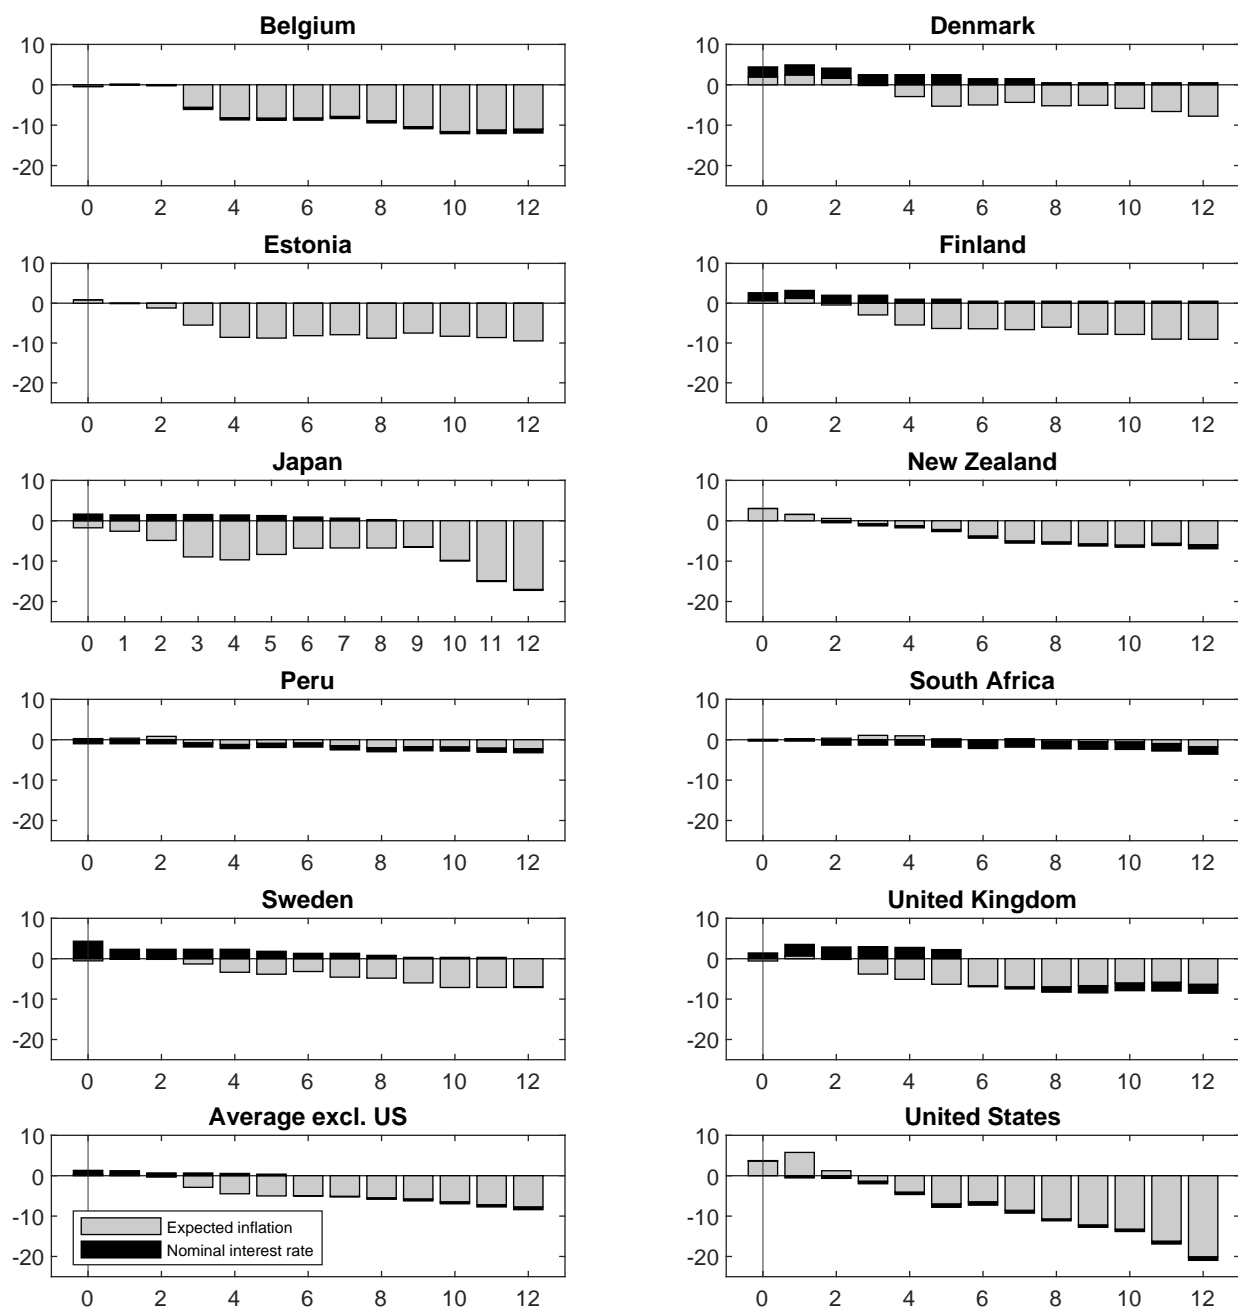 Belgium
10
0
-10
-20
0 2 4 6 8 10 12
Denmark
10
0
-10
-20
0 2 4 6 8 10 12
Estonia
10
0
-10
-20
0 2 4 6 8 10 12
Finland
10
0
-10
-20
0 2 4 6 8 10 12
Japan
10
0
-10
-20
0 1 2 3 4 5 6 7 8 9 10 11 12
New Zealand
10
0
-10
-20
0 2 4 6 8 10 12
Peru
10
0
-10
-20
0 2 4 6 8 10 12
South Africa
10
0
-10
-20
0 2 4 6 8 10 12
Sweden
10
0
-10
-20
0 2 4 6 8 10 12
United Kingdom
10
0
-10
-20
0 2 4 6 8 10 12
Average excl. US
10
0
-10
-20
Expected inflation
Nominal interest rate
0 2 4 6 8 10 12
United States
10
0
-10
-20
0 2 4 6 8 10 12